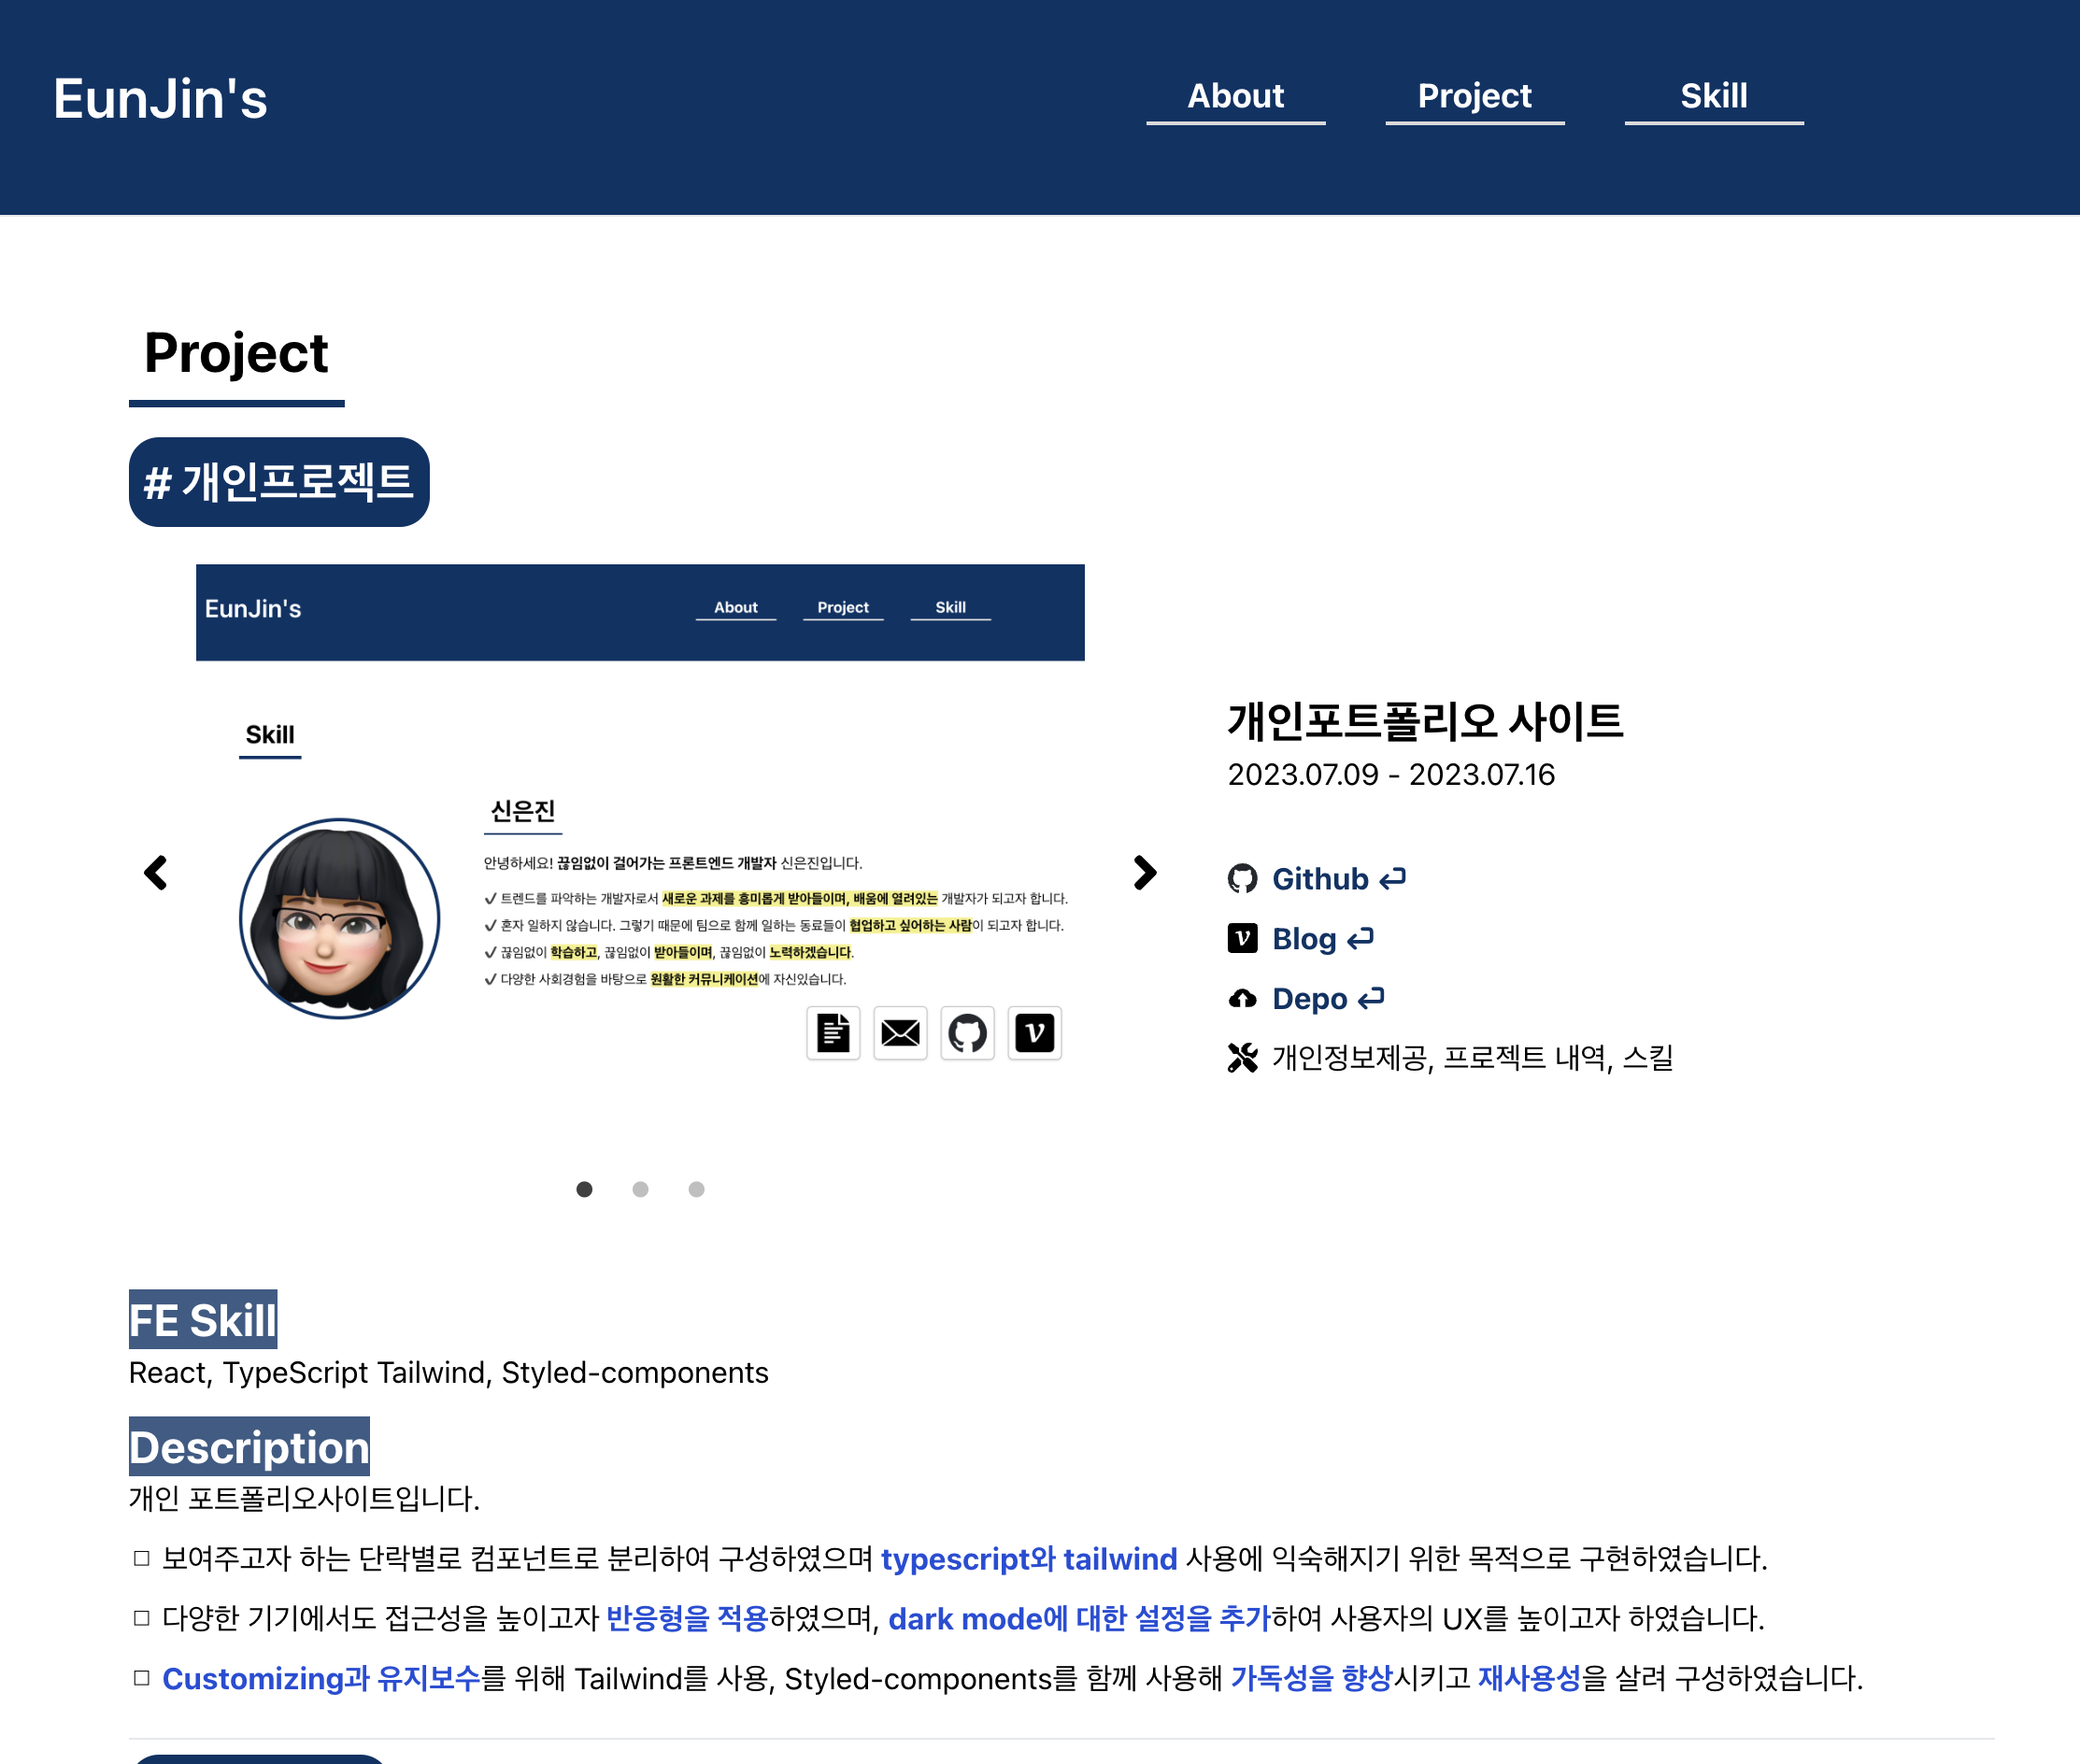 EunJin's
About
Project
Skill
Project
# 개인프로젝트
EunJin's
About
Project
Skill
Skill
신은진
안녕하세요! 끊임없이 걸어가는 프론트엔드 개발자 신은진입니다.
✓ 트렌드를 파악하는 개발자로서 새로운 과제를 흥미롭게 받아들이며, 배움에 열려있는 개발자가 되고자 합니다.
✓ 혼자 일하지 않습니다. 그렇기 때문에 팀으로 함께 일하는 동료들이 협업하고 싶어하는 사람이 되고자 합니다.
✓ 끊임없이 학습하고, 끊임없이 받아들이며, 끊임없이 노력하겠습니다.
✓ 다양한 사회경험을 바탕으로 원활한 커뮤니케이션에 자신있습니다.
개인포트폴리오 사이트
2023.07.09 - 2023.07.16
Github
Blog
Depo
개인정보제공, 프로젝트 내역, 스킬
FE Skill
React, TypeScript Tailwind, Styled-components
Description
개인 포트폴리오사이트입니다.
□ 보여주고자 하는 단락별로 컴포넌트로 분리하여 구성하였으며 typescript와 tailwind 사용에 익숙해지기 위한 목적으로 구현하였습니다.
□ 다양한 기기에서도 접근성을 높이고자 반응형을 적용하였으며, dark mode에 대한 설정을 추가하여 사용자의 UX를 높이고자 하였습니다.
□ Customizing과 유지보수를 위해 Tailwind를 사용, Styled-components를 함께 사용해 가독성을 향상시키고 재사용성을 살려 구성하였습니다.